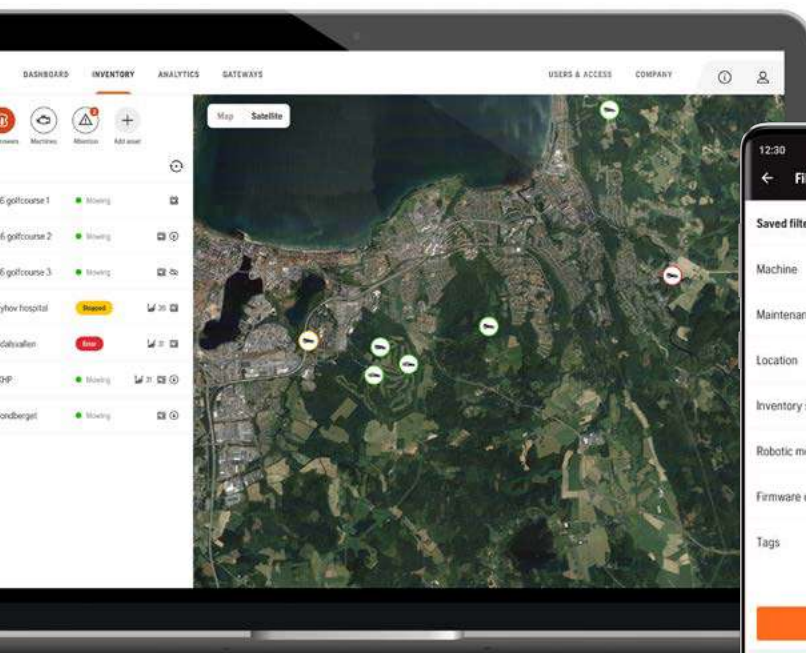 DASHBOARD INVENTORY ANALYTICS GATEWAYS USERS & ACCESS COMPANY
Machines Attention Add asset
Map Satellite
6 golfcourse 1 Mowing
6 golfcourse 2 Mowing
6 golfcourse 3 Mowing
hospital Stopped
Error
Mowing
Mowing
12:30
Saved
Machine
Location
Inventory
Robotic
Firmware
Tags